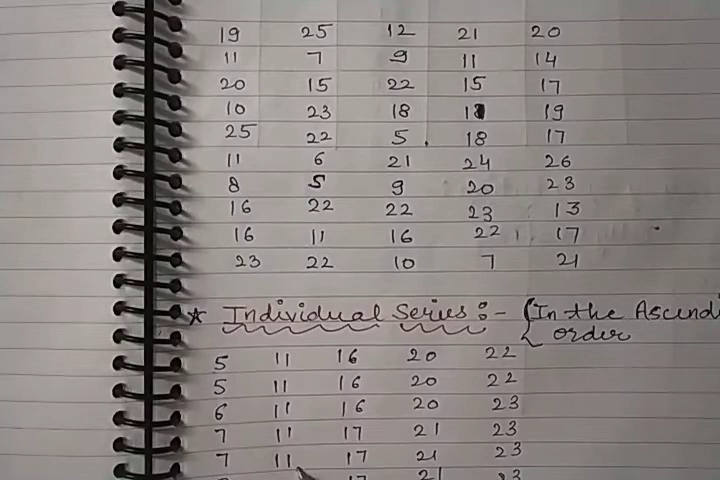 19 25 12 21 20
11 7 9 11 14
20 15 22 15 17
10 23 18 19
25 22 5 . 18 17
11 6 21 24 26
8 5 9 20 23
16 22 22 23 13
16 11 16 22 17
23 22 10 7 21
* Individual Series :- (In the Ascend
order
5 11 16 20 22
5 11 16 20 22
6 11 16 20 23
7 11 17 21 23
7 11 17 21 23
17 21 23